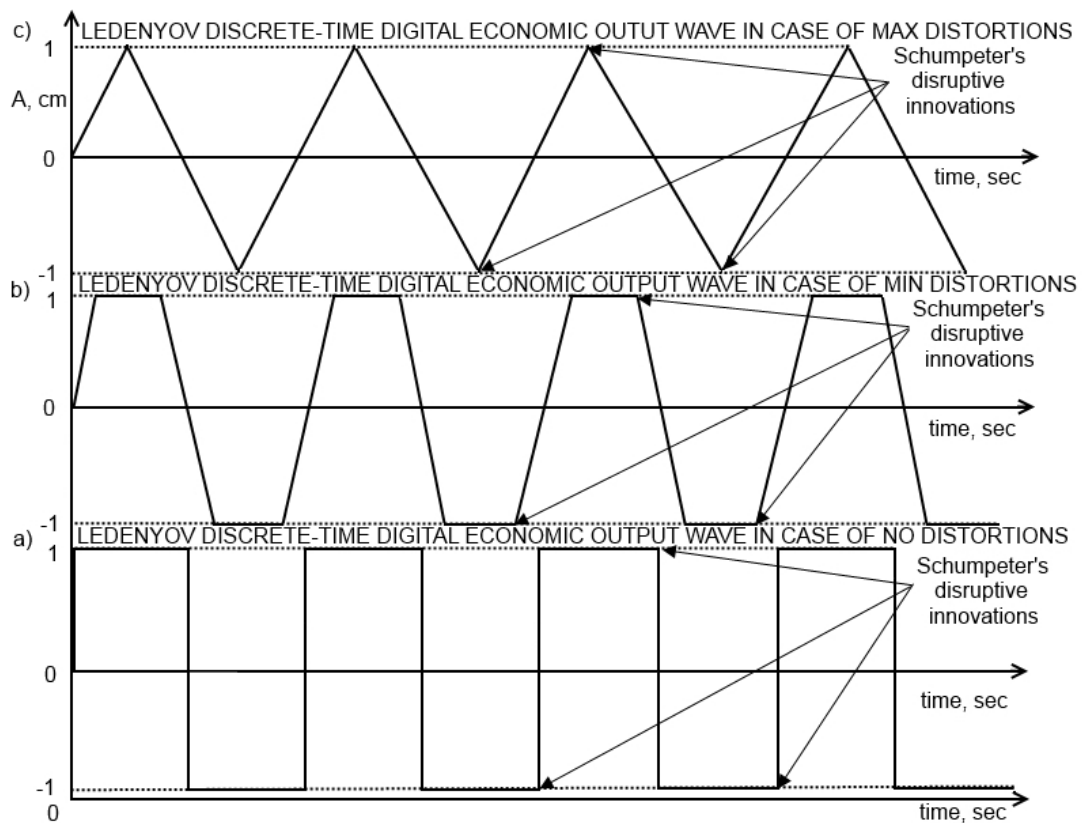 c) LEDENYOV DISCRETE-TIME DIGITAL ECONOMIC OUTUT WAVE IN CASE OF MAX DISTORTIONS
1
Schumpeter's
disruptive
innovations
A, cm
0
time, sec
-1
LEDENYOV DISCRETE-TIME DIGITAL ECONOMIC OUTPUT WAVE IN CASE OF MIN DISTORTIONS
b)
1
Schumpeter's
disruptive
innovations
0
time, sec
-1
LEDENYOV DISCRETE-TIME DIGITAL ECONOMIC OUTPUT WAVE IN CASE OF NO DISTORTIONS
a)
1
Schumpeter's
disruptive
innovations
0
time, sec
-1
0
time, sec